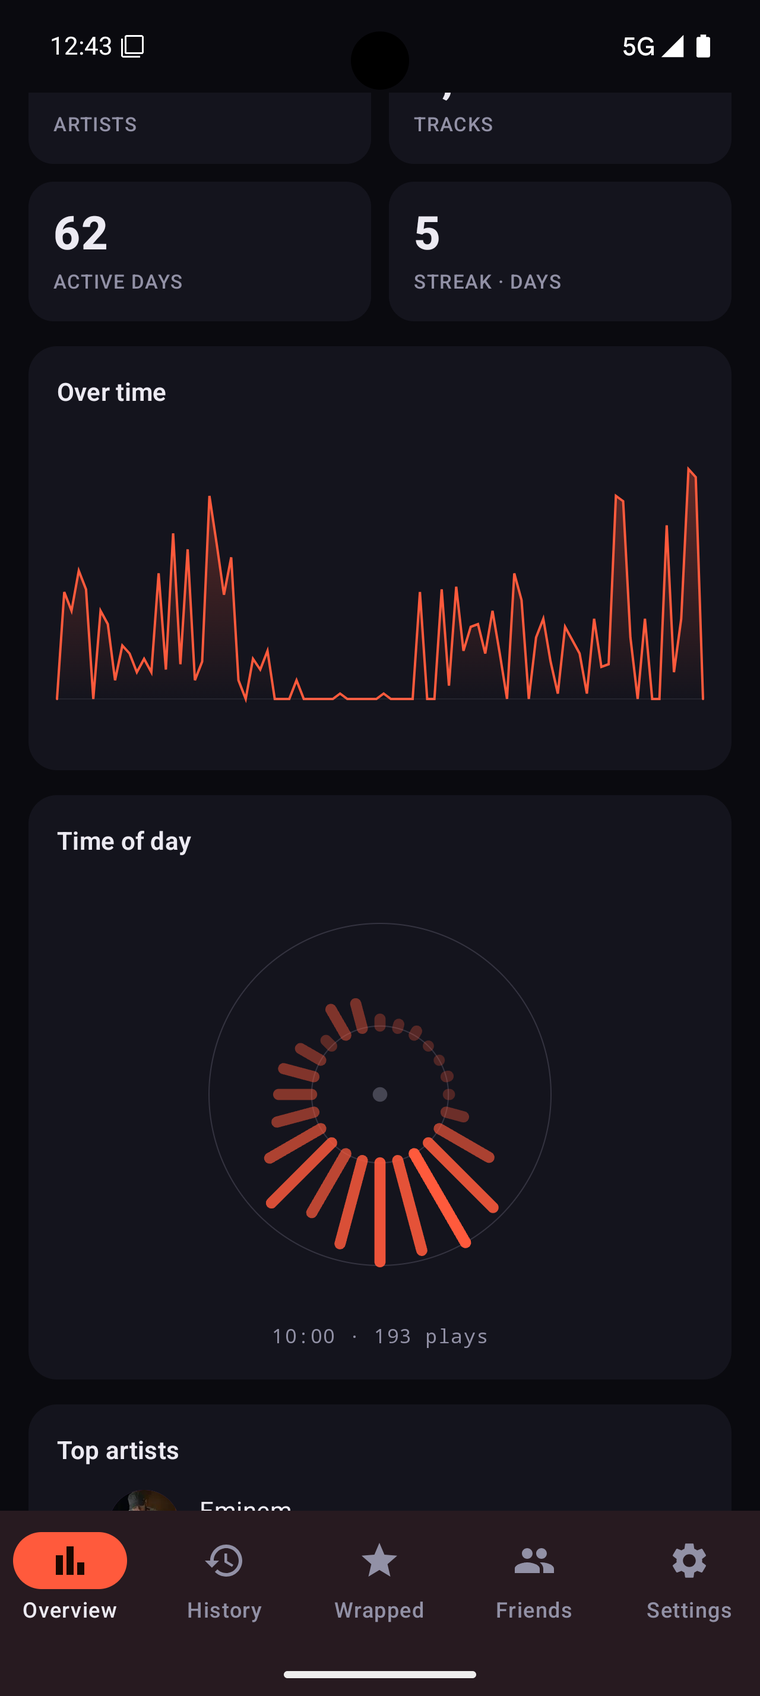 12:43
5G
ARTISTS
TRACKS
62
ACTIVE DAYS
5
STREAK · DAYS
Over time
Time of day
10:00 · 193 plays
Top artists
Eminem
Overview
History
Wrapped
Friends
Settings